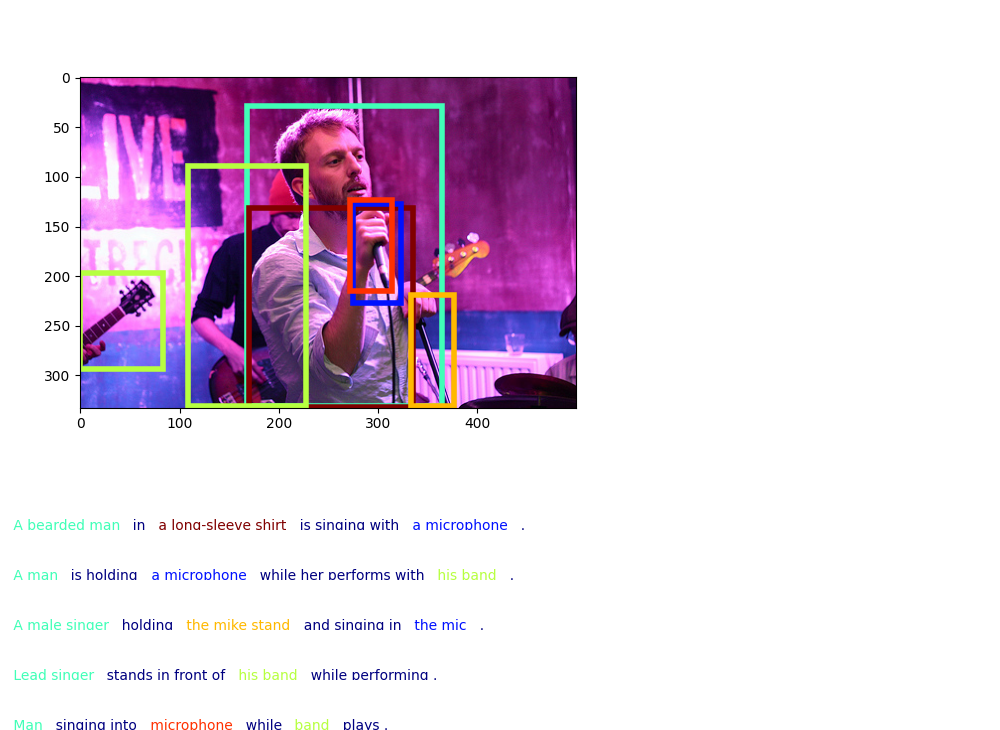 0
50
100
150
200
250
300
0 100 200 300 400
LIVE
A bearded man in a long-sleeve shirt is singing with a microphone .
A man is holding a microphone while her performs with his band .
A male singer holding the mike stand and singing in the mic .
Lead singer stands in front of his band while performing .
Man singing into microphone while band plays .